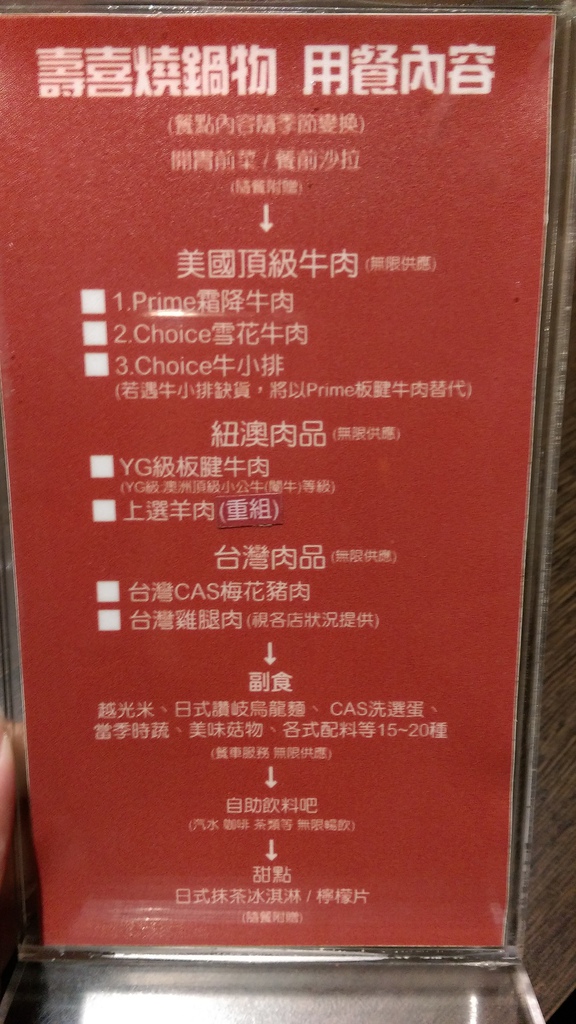 壽喜燒鍋物 用餐內容
(餐點內容隨季節變換)
開胃前菜 / 餐前沙拉
(隨餐附贈)
↓
美國頂級牛肉(無限供應)
1.Prime霜降牛肉
2.Choice雪花牛肉
3.Choice牛小排
(若遇牛小排缺貨，將以Prime板腱牛肉替代)
紐澳肉品(無限供應)
YG級板腱牛肉
(YG級:澳洲頂級小公牛(閹牛)等級)
上選羊肉(重組)
台灣肉品(無限供應)
台灣CAS梅花豬肉
台灣雞腿肉(視各店狀況提供)
↓
副食
越光米、日式讚岐烏龍麵、CAS洗選蛋、
當季時蔬、美味菇物、各式配料等15~20種
(餐車服務 無限供應)
↓
自助飲料吧
(汽水 咖啡 茶類等 無限暢飲)
↓
甜點
日式抹茶冰淇淋 / 檸檬片
(隨餐附贈)